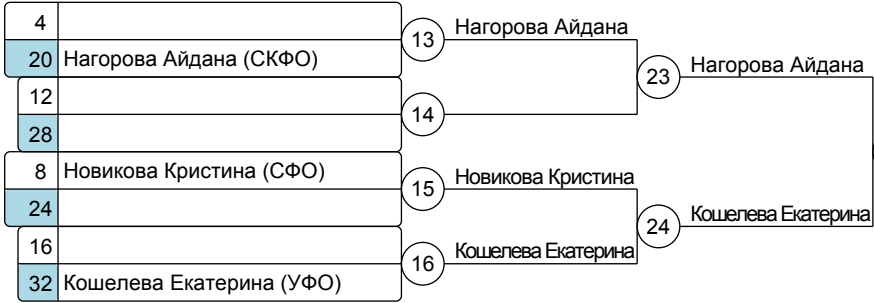 4
13
Нагорова Айдана
20 Нагорова Айдана (СКФО)
23
Нагорова Айдана
12
14
28
8 Новикова Кристина (СФО)
15
Новикова Кристина
24
24
Кошелева Екатерина
16
16
Кошелева Екатерина
32 Кошелева Екатерина (УФО)